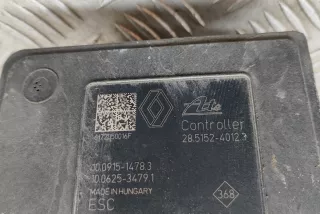 Ate
Controller
28.5152-4012.3
10.0915-1478.3
10.0625-3479.1
MADE IN HUNGARY
ESC
368